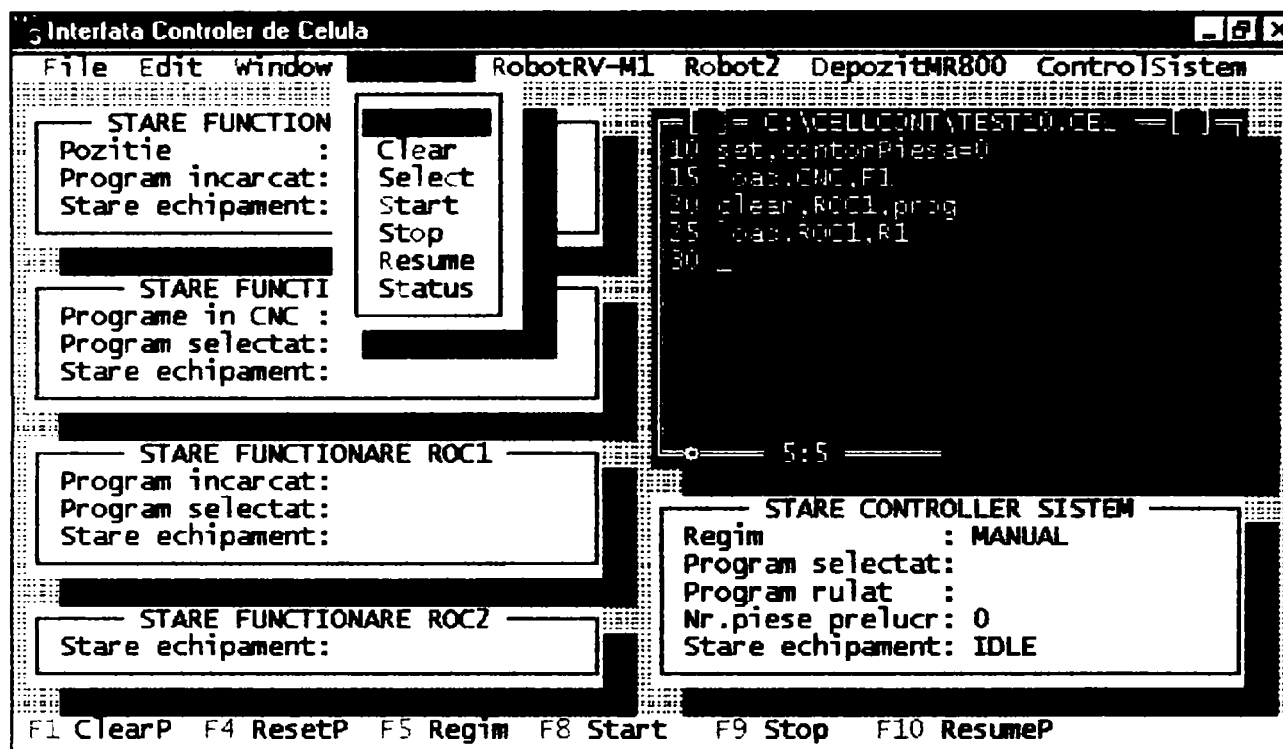 Interfata Controler de Celula
File Edit Window RobotRV-M1 Robot2 DepozitMR800 ControlSistem
STARE FUNCTION
Pozitie :
Program incarcat:
Stare echipament:
Clear
Select
Start
Stop
Resume
Status
STARE FUNCTI
Programe in CNC :
Program selectat:
Stare echipament:
STARE FUNCTIONARE ROC1
Program incarcat:
Program selectat:
Stare echipament:
STARE FUNCTIONARE ROC2
Stare echipament:
C:\CELLCONT\TEST20.CEL
10 set,contorPiesa=0
15 load,CNC,F1
20 clear,ROC1,prog
25 load,ROC1,R1
30 _
5:5
STARE CONTROLLER SISTEM
Regim : MANUAL
Program selectat:
Program rulat :
Nr.piese prelucr: 0
Stare echipament: IDLE
F1 ClearP F4 ResetP F5 Regim F8 Start F9 Stop F10 ResumeP